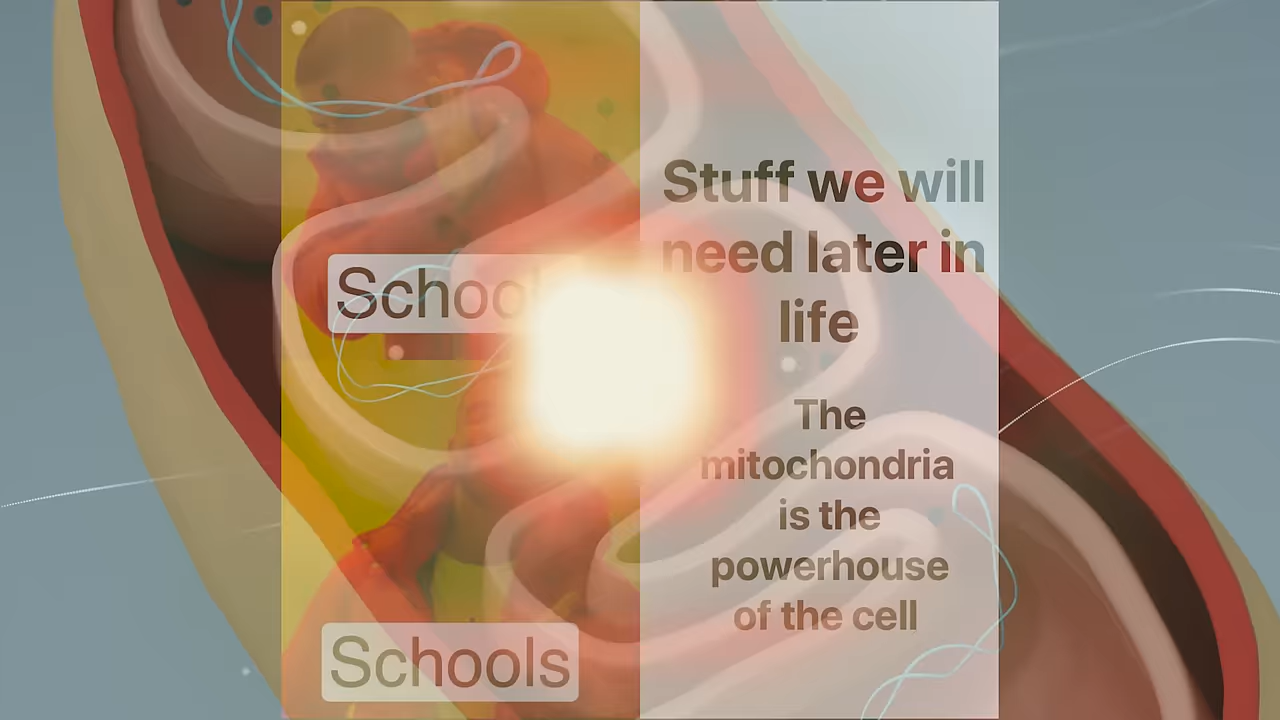 Stuff we will
need later in
life
School
The
mitochondria
is the
powerhouse
of the cell
Schools